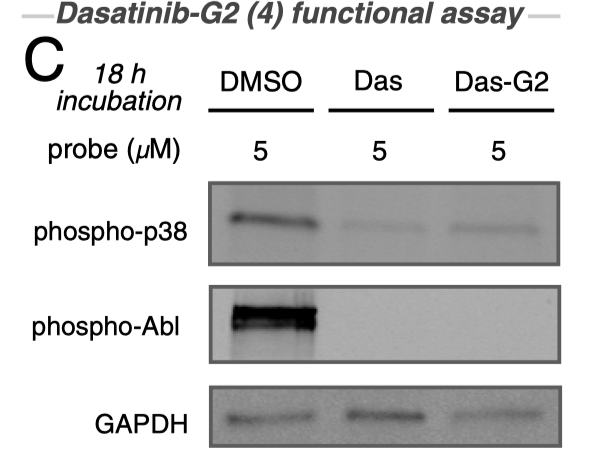 Dasatinib-G2 (4) functional assay
C 18 h incubation DMSO Das Das-G2
probe (μM) 5 5 5
phospho-p38
phospho-Abl
GAPDH